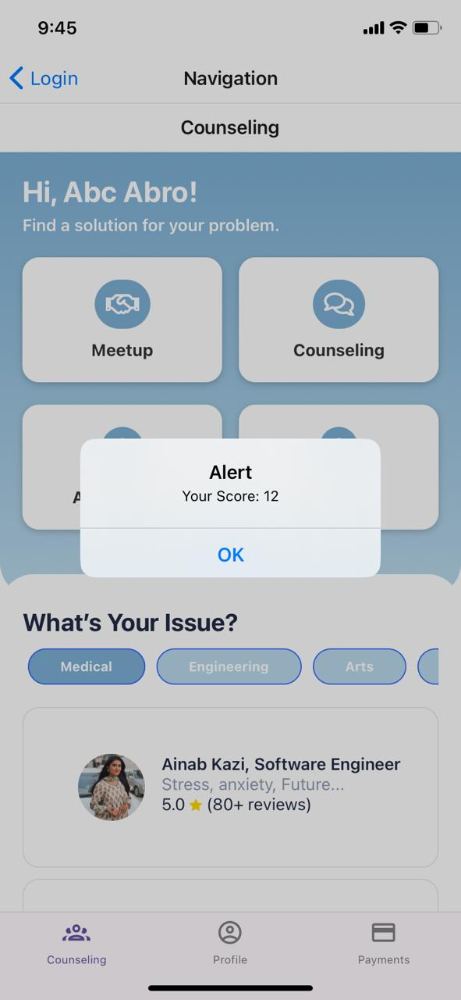 9:45
Login
Navigation
Counseling
Hi, Abc Abro!
Find a solution for your problem.
Meetup
Counseling
Alert
Your Score: 12
OK
What's Your Issue?
Medical
Engineering
Arts
Ainab Kazi, Software Engineer
Stress, anxiety, Future...
5.0 ⭐ (80+ reviews)
Counseling
Profile
Payments